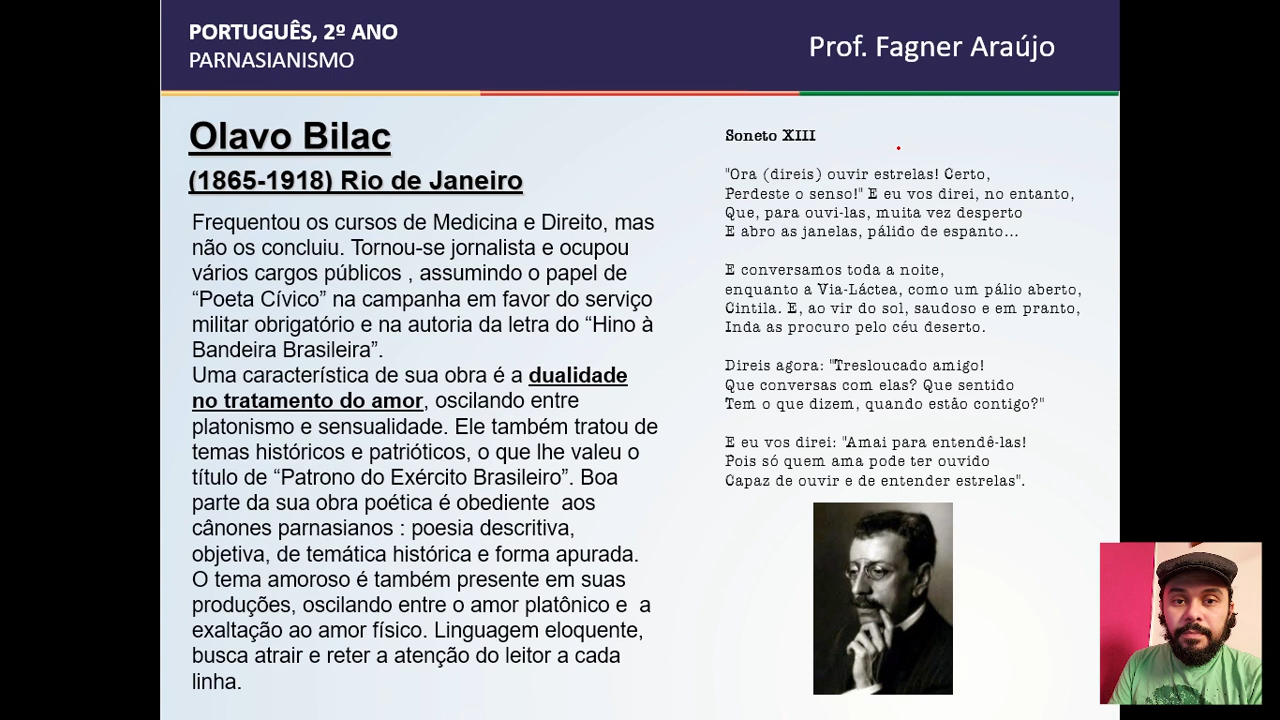 PORTUGUÊS, 2º ANO
PARNASIANISMO
Prof. Fagner Araújo
Olavo Bilac
(1865-1918) Rio de Janeiro
Frequentou os cursos de Medicina e Direito, mas
não os concluiu. Tornou-se jornalista e ocupou
vários cargos públicos , assumindo o papel de
“Poeta Cívico” na campanha em favor do serviço
militar obrigatório e na autoria da letra do “Hino à
Bandeira Brasileira”.
Uma característica de sua obra é a dualidade
no tratamento do amor, oscilando entre
platonismo e sensualidade. Ele também tratou de
temas históricos e patrióticos, o que lhe valeu o
título de “Patrono do Exército Brasileiro”. Boa
parte da sua obra poética é obediente  aos
cânones parnasianos : poesia descritiva,
objetiva, de temática histórica e forma apurada.
O tema amoroso é também presente em suas
produções, oscilando entre o amor platônico e  a
exaltação ao amor físico. Linguagem eloquente,
busca atrair e reter a atenção do leitor a cada
linha.
Soneto XIII
"Ora (direis) ouvir estrelas! Certo,
Perdeste o senso!" E eu vos direi, no entanto,
Que, para ouvi-las, muita vez desperto
E abro as janelas, pálido de espanto...
E conversamos toda a noite,
enquanto a Via-Láctea, como um pálio aberto,
Cintila. E, ao vir do sol, saudoso e em pranto,
Inda as procuro pelo céu deserto.
Direis agora: "Tresloucado amigo!
Que conversas com elas? Que sentido
Tem o que dizem, quando estão contigo?"
E eu vos direi: "Amai para entendê-las!
Pois só quem ama pode ter ouvido
Capaz de ouvir e de entender estrelas".